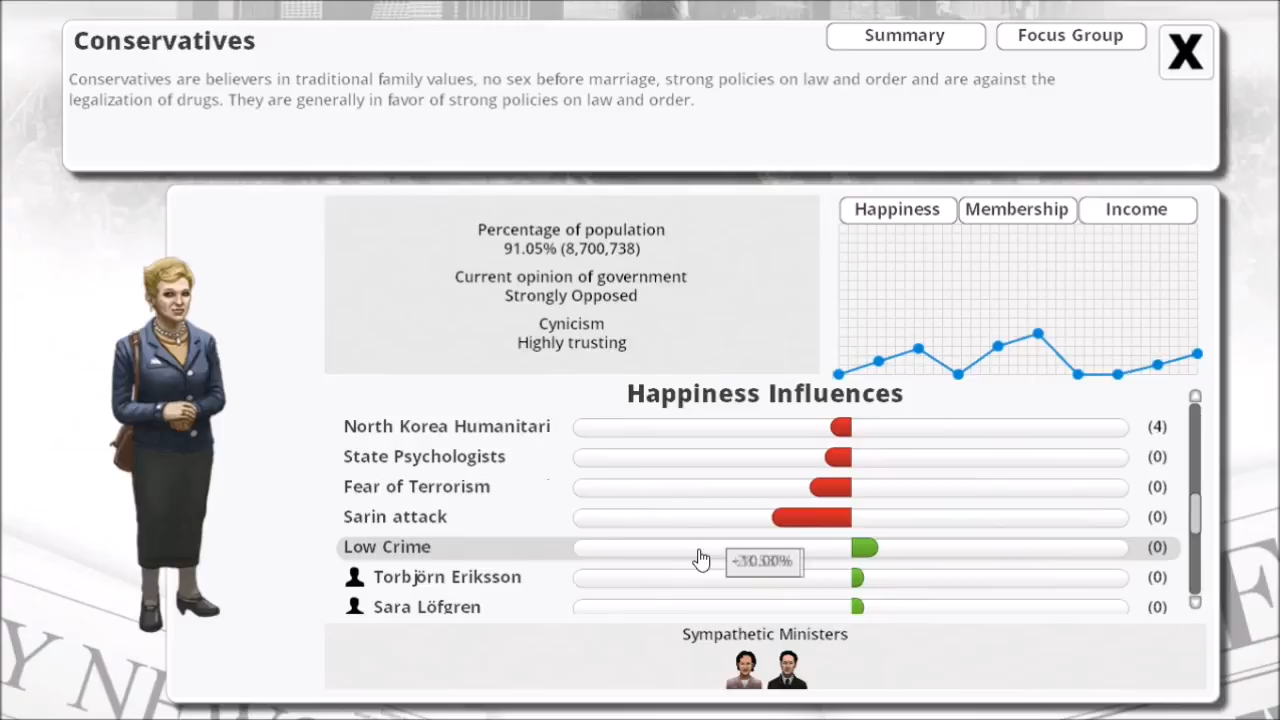 Conservatives
Summary
Focus Group
X
Conservatives are believers in traditional family values, no sex before marriage, strong policies on law and order and are against the
legalization of drugs. They are generally in favor of strong policies on law and order.
Percentage of population
91.05% (8,700,738)
Current opinion of government
Strongly Opposed
Cynicism
Highly trusting
Happiness
Membership
Income
Happiness Influences
North Korea Humanitari (4)
State Psychologists (0)
Fear of Terrorism (0)
Sarin attack (0)
Low Crime (0)
Torbjörn Eriksson (0)
Sara Löfgren (0)
Sympathetic Ministers